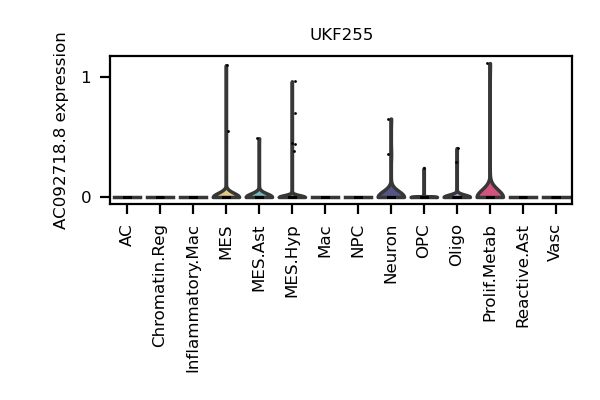 UKF255
AC092718.8 expression
1
0
AC
Chromatin.Reg
Inflammatory.Mac
MES
MES.Ast
MES.Hyp
Mac
NPC
Neuron
OPC
Oligo
Prolif.Metab
Reactive.Ast
Vasc